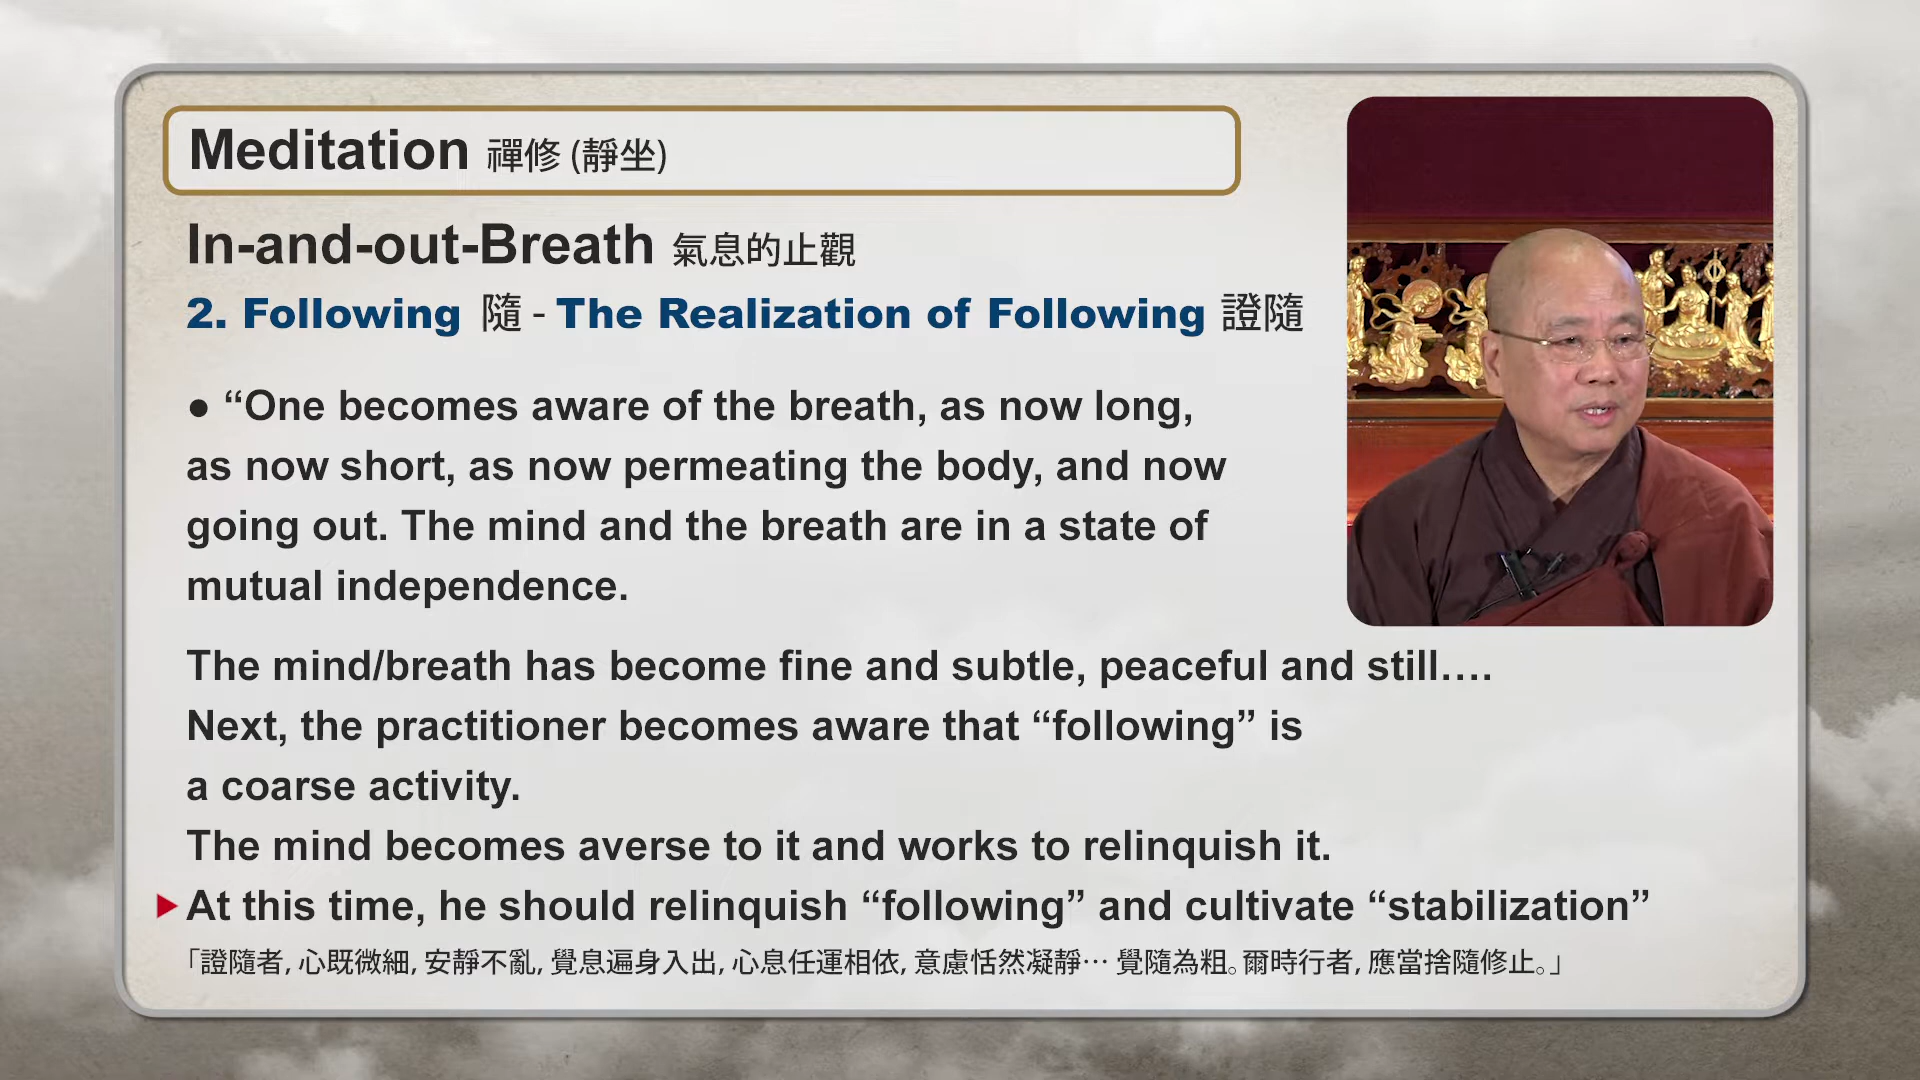 Meditation 禪修 (靜坐)
In-and-out-Breath 氣息的止觀
2. Following 隨 - The Realization of Following 證隨
● “One becomes aware of the breath, as now long,
as now short, as now permeating the body, and now
going out. The mind and the breath are in a state of
mutual independence.
The mind/breath has become fine and subtle, peaceful and still….
Next, the practitioner becomes aware that “following” is
a coarse activity.
The mind becomes averse to it and works to relinquish it.
At this time, he should relinquish “following” and cultivate “stabilization”
「證隨者, 心既微細, 安靜不亂, 覺息遍身入出, 心息任運相依, 意慮恬然凝靜… 覺隨為粗。爾時行者, 應當捨隨修止。」